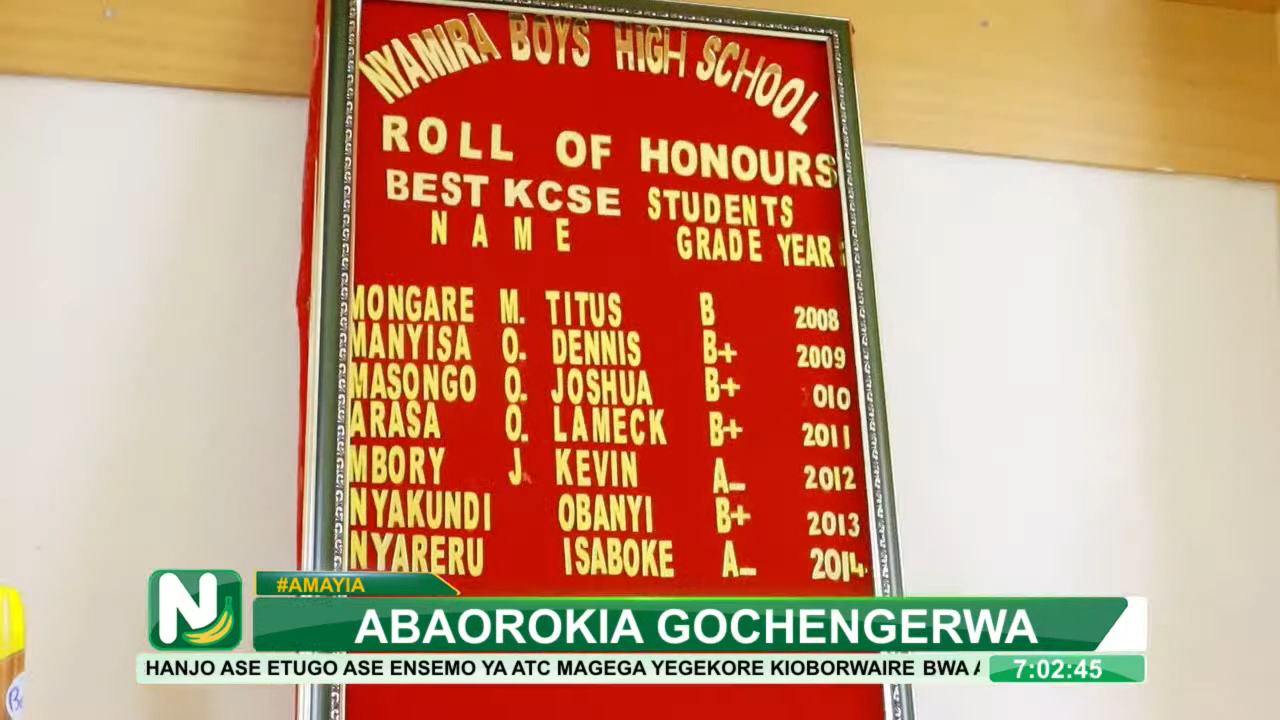 NYAMIRA BOYS HIGH SCHOOL
ROLL OF HONOURS
BEST KCSE STUDENTS
NAME GRADE YEAR
MONGARE M. TITUS B 2008
MANYISA O. DENNIS B+ 2009
MASONGO O. JOSHUA B+ 010
ARASA O. LAMECK B+ 2011
MBORY J KEVIN A_ 2012
NYAKUNDI OBANYI B+ 2013
NYARERU ISABOKE A_ 2014
N
#AMAYIA
ABAOROKIA GOCHENGERWA
HANJO ASE ETUGO ASE ENSEMO YA ATC MAGEGA YEGEKORE KIOBORWAIRE BWA
7:02:45